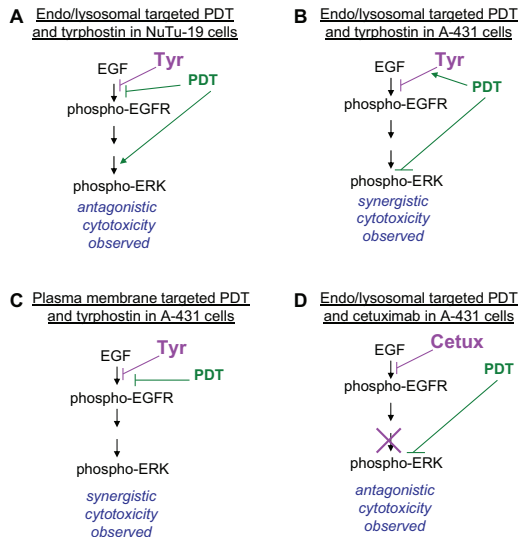 A Endo/lysosomal targeted PDT
and tyrphostin in NuTu-19 cells
EGF
Tyr
PDT
phospho-EGFR
phospho-ERK
antagonistic
cytotoxicity
observed
B Endo/lysosomal targeted PDT
and tyrphostin in A-431 cells
EGF
Tyr
PDT
phospho-EGFR
phospho-ERK
synergistic
cytotoxicity
observed
C Plasma membrane targeted PDT
and tyrphostin in A-431 cells
EGF
Tyr
PDT
phospho-EGFR
phospho-ERK
synergistic
cytotoxicity
observed
D Endo/lysosomal targeted PDT
and cetuximab in A-431 cells
EGF
Cetux
PDT
phospho-EGFR
phospho-ERK
antagonistic
cytotoxicity
observed